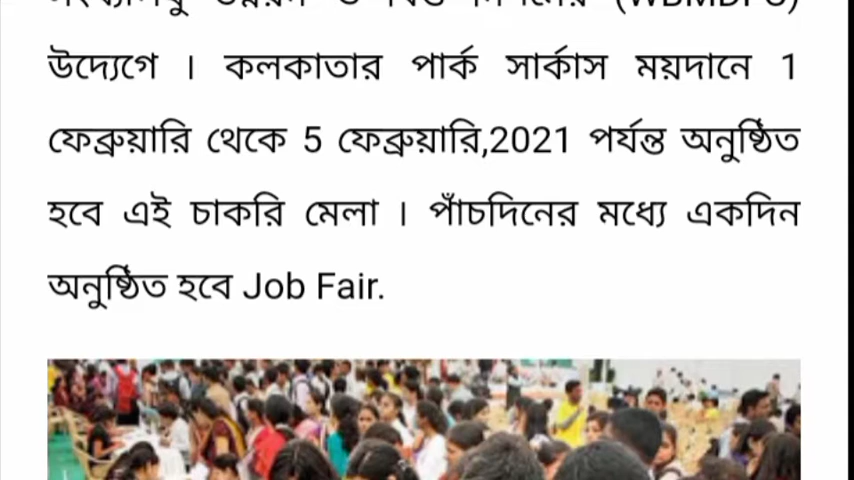 উদ্যেগে । কলকাতার পার্ক সার্কাস ময়দানে 1
ফেব্রুয়ারি থেকে 5 ফেব্রুয়ারি,2021 পর্যন্ত অনুষ্ঠিত
হবে এই চাকরি মেলা । পাঁচদিনের মধ্যে একদিন
অনুষ্ঠিত হবে Job Fair.